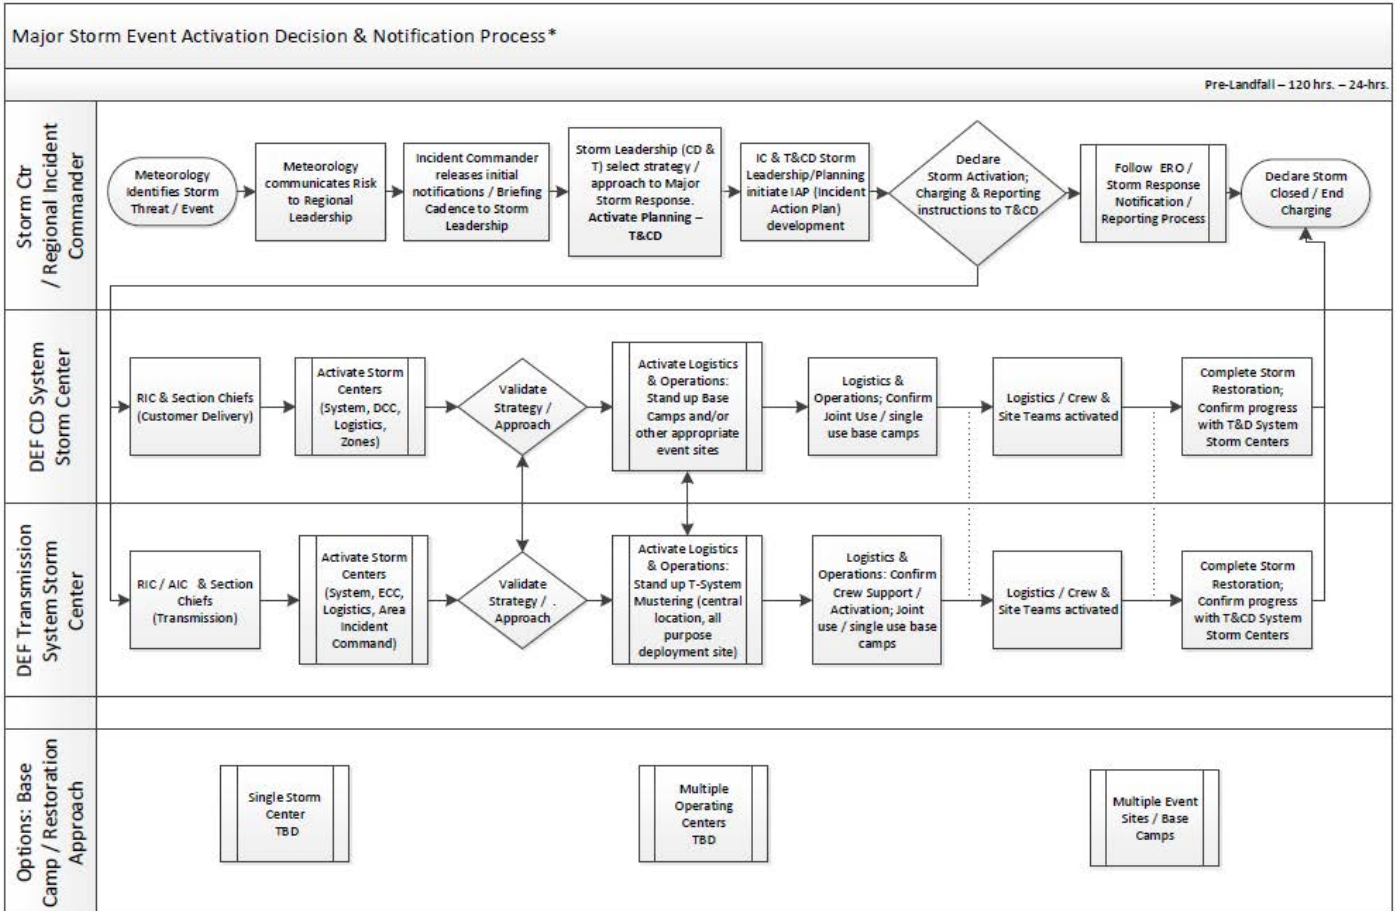 Major Storm Event Activation Decision & Notification Process*
Pre-Landfall – 120 hrs. – 24-hrs.
Storm Ctr
/ Regional Incident
Commander
Meteorology
Identifies Storm
Threat / Event
Meteorology
communicates Risk
to Regional
Leadership
Incident Commander
releases initial
notifications / Briefing
Cadence to Storm
Leadership
Storm Leadership (CD &
T) select strategy /
approach to Major
Storm Response.
Activate Planning –
T&CD
IC & T&CD Storm
Leadership/Planning
initiate IAP (Incident
Action Plan)
development
Declare
Storm Activation;
Charging & Reporting
instructions to T&CD
Follow ERO /
Storm Response
Notification /
Reporting Process
Declare Storm
Closed / End
Charging
DEF CD System
Storm Center
RIC & Section Chiefs
(Customer Delivery)
Activate Storm
Centers
(System, DCC,
Logistics,
Zones)
Validate
Strategy /
Approach
Activate Logistics
& Operations:
Stand up Base
Camps and/or
other appropriate
event sites
Logistics &
Operations; Confirm
Joint Use / single
use base camps
Logistics / Crew &
Site Teams activated
Complete Storm
Restoration;
Confirm progress
with T&D System
Storm Centers
DEF Transmission
System Storm
Center
RIC / AIC & Section
Chiefs
(Transmission)
Activate Storm
Centers
(System, ECC,
Logistics, Area
Incident
Command)
Validate
Strategy / .
Approach
Activate Logistics
& Operations:
Stand up T-System
Mustering (central
location, all
purpose
deployment site)
Logistics &
Operations: Confirm
Crew Support /
Activation; Joint
use / single use base
camps
Logistics / Crew &
Site Teams activated
Complete Storm
Restoration;
Confirm progress
with T&CD System
Storm Centers
Options: Base
Camp / Restoration
Approach
Single Storm
Center
TBD
Multiple
Operating
Centers
TBD
Multiple Event
Sites / Base
Camps